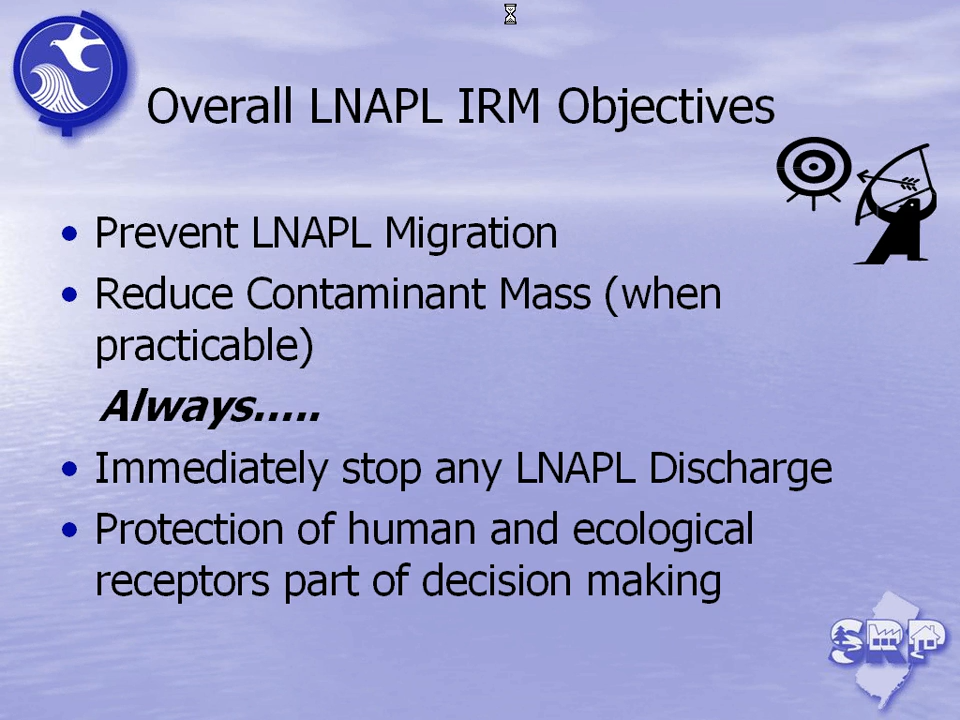 Overall LNAPL IRM Objectives
• Prevent LNAPL Migration
• Reduce Contaminant Mass (when
practicable)
Always.....
• Immediately stop any LNAPL Discharge
• Protection of human and ecological
receptors part of decision making
SRP